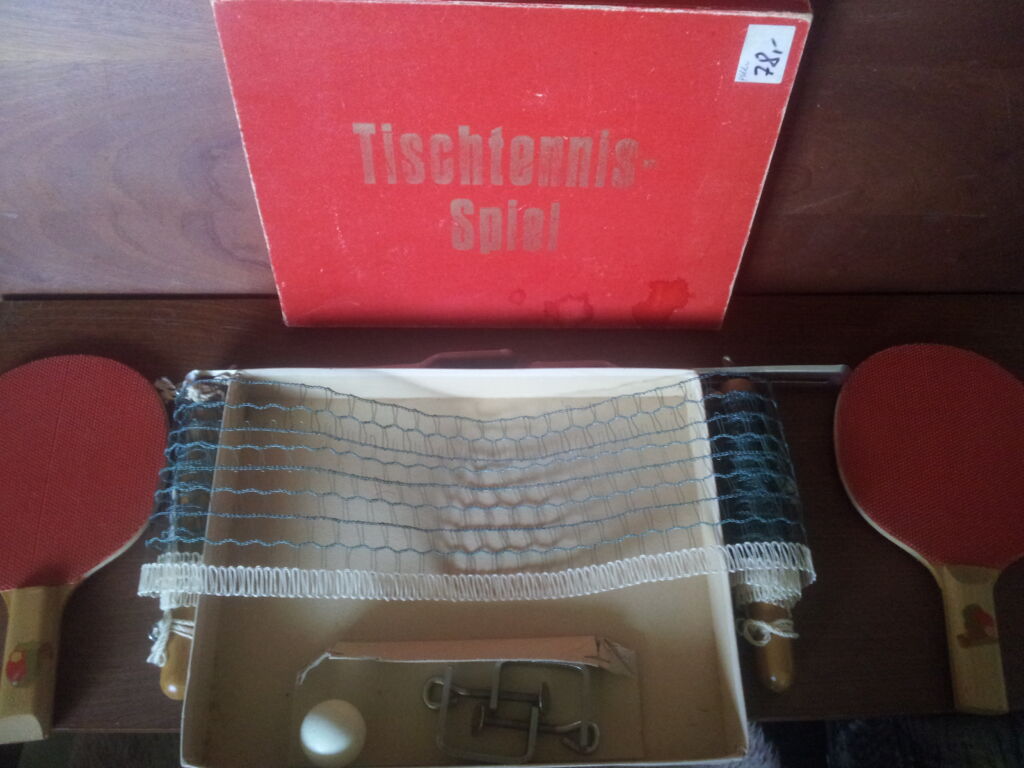 Tischtennis-
Spiel
78,-